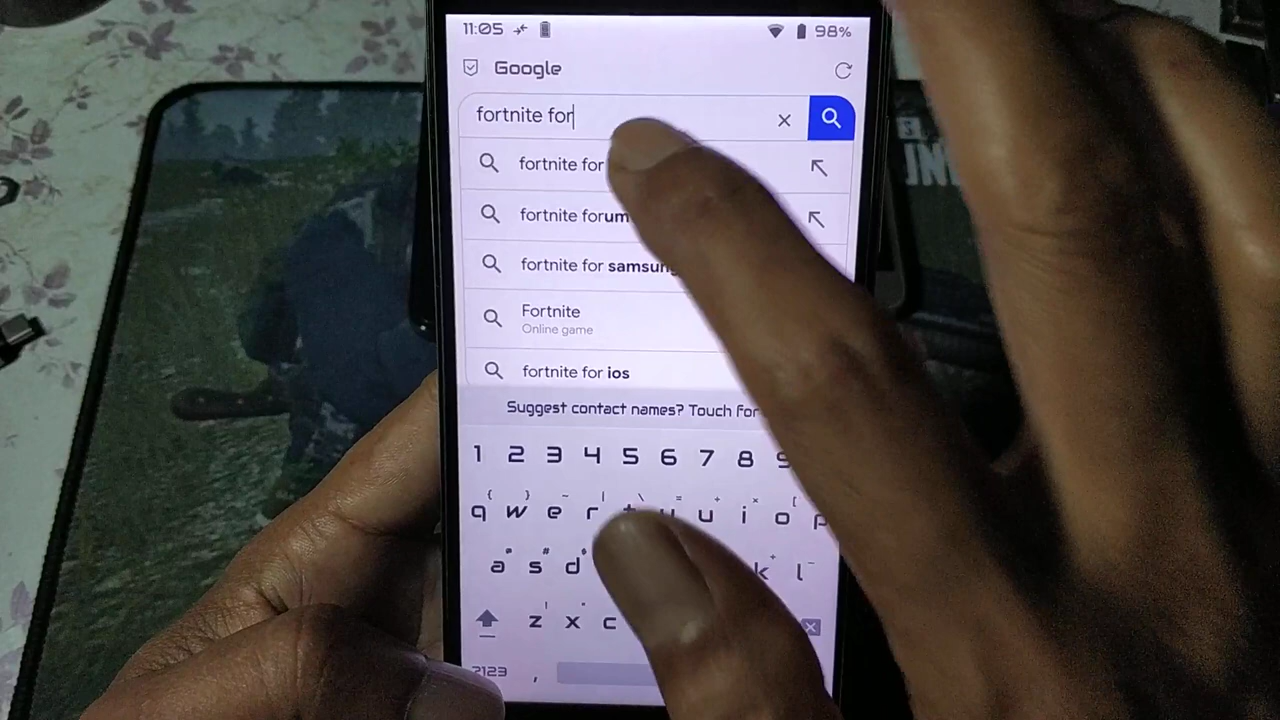 11:05 98%
Google
fortnite for
fortnite for
fortnite forum
fortnite for samsung
Fortnite
Online game
fortnite for ios
Suggest contact names? Touch for
1 2 3 4 5 6 7 8
q w e r t y u i o p
a s d k l
z x c
?123 ,